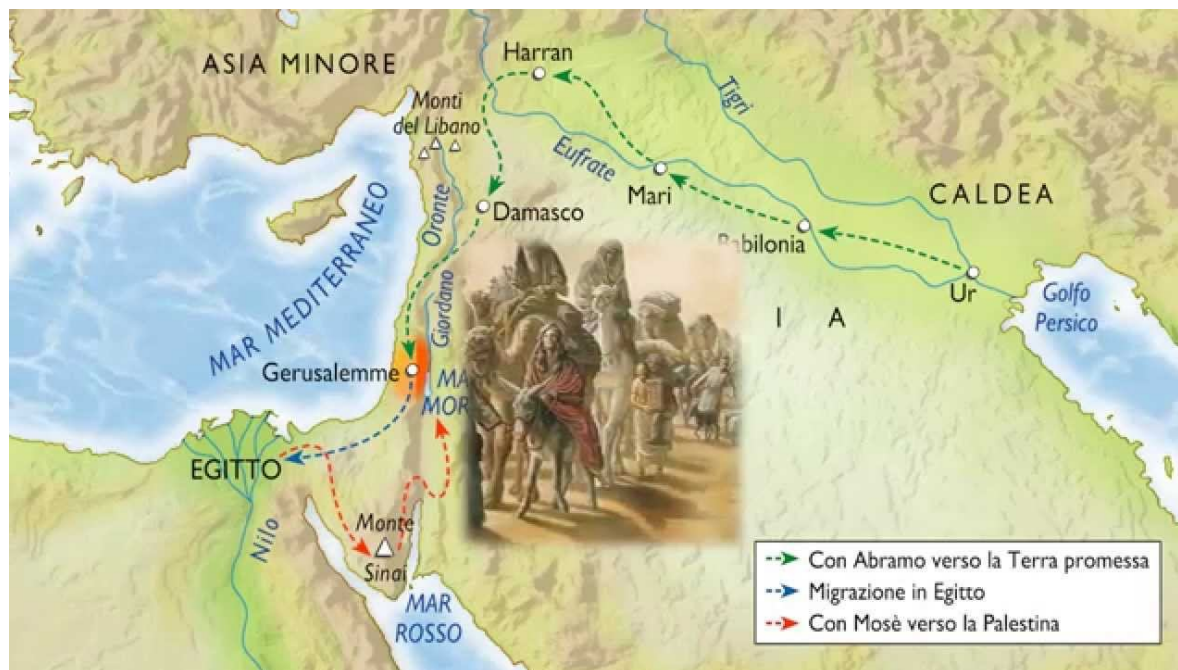 Harran
ASIA MINORE
Tigri
Monti
del Libano
Eufrate
Mari
CALDEA
Oronte
Damasco
MAR MEDITERRANEO
Babilonia
Giordano
Ur
Golfo
Persico
I A
Gerusalemme
MA
MOR
EGITTO
Monte
Sinai
Nilo
MAR
ROSSO
Con Abramo verso la Terra promessa
Migrazione in Egitto
Con Mosè verso la Palestina